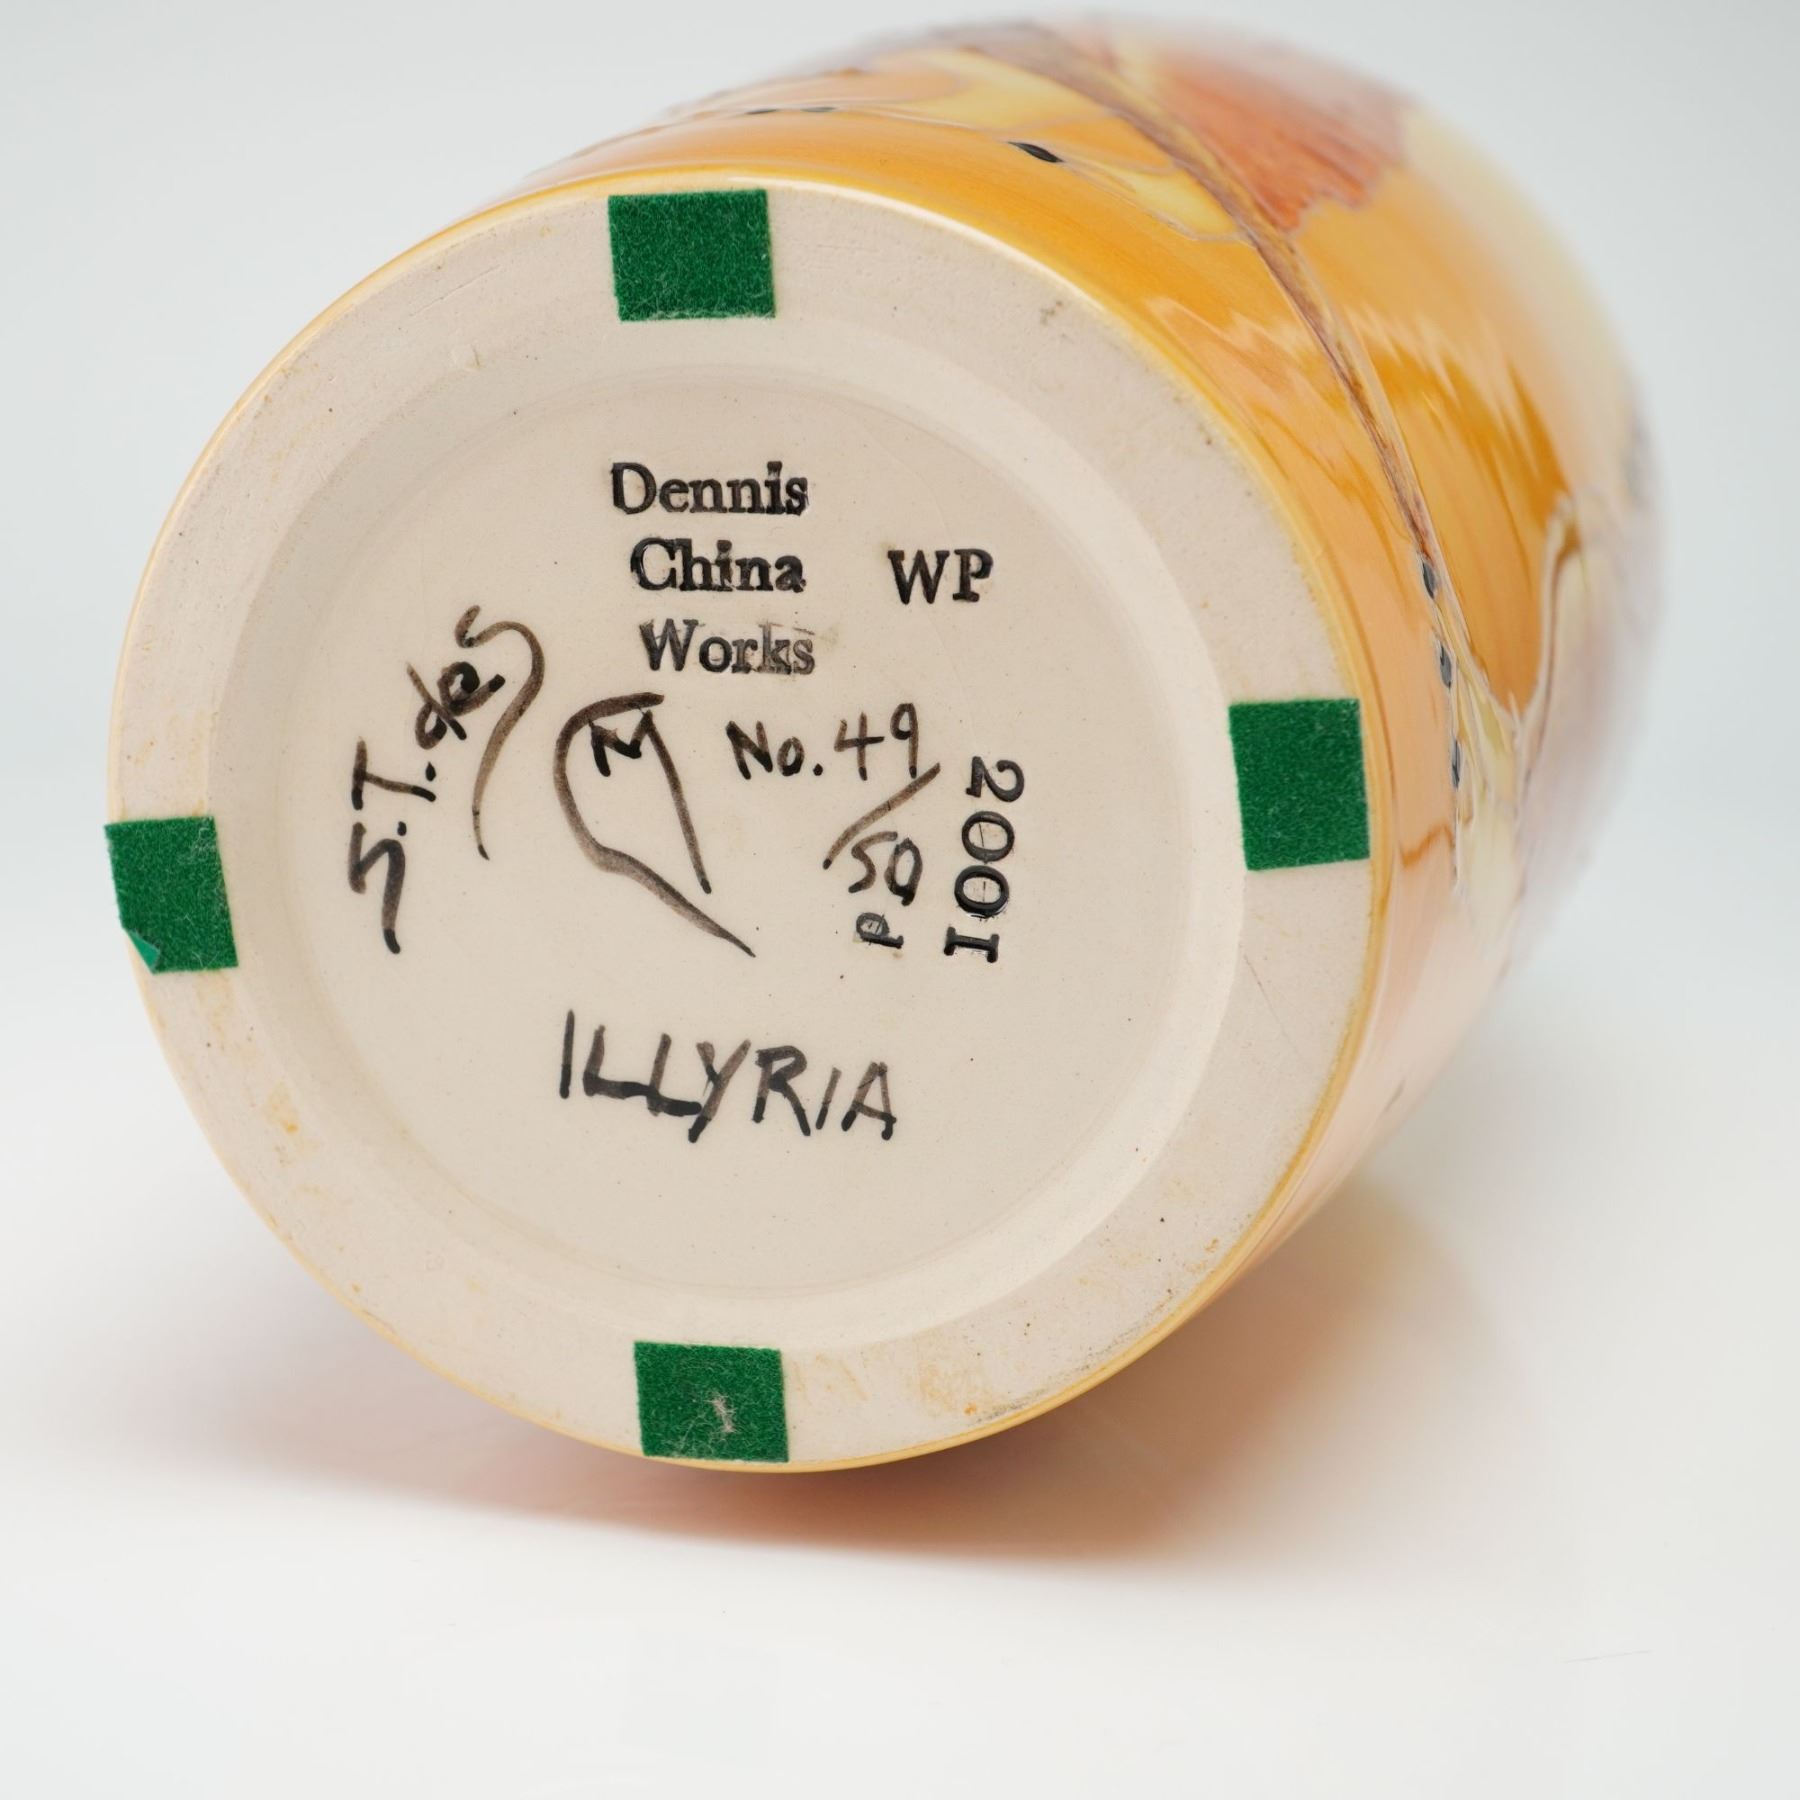 Dennis
China WP
Works
S.T. des
M
No. 49
/50
d
2001
ILLYRIA